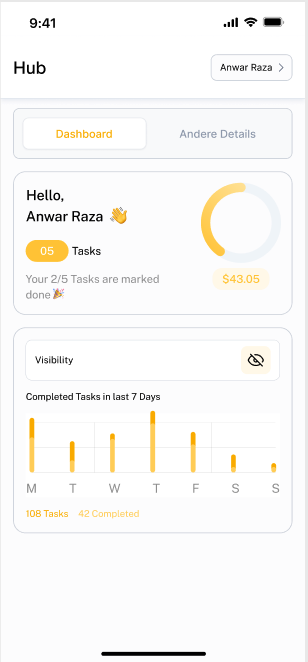 9:41
Hub
Anwar Raza
Dashboard
Andere Details
Hello,
Anwar Raza 👋
05 Tasks
Your 2/5 Tasks are marked
done🎉
$43.05
Visibility
Completed Tasks in last 7 Days
M T W T F S S
108 Tasks 42 Completed